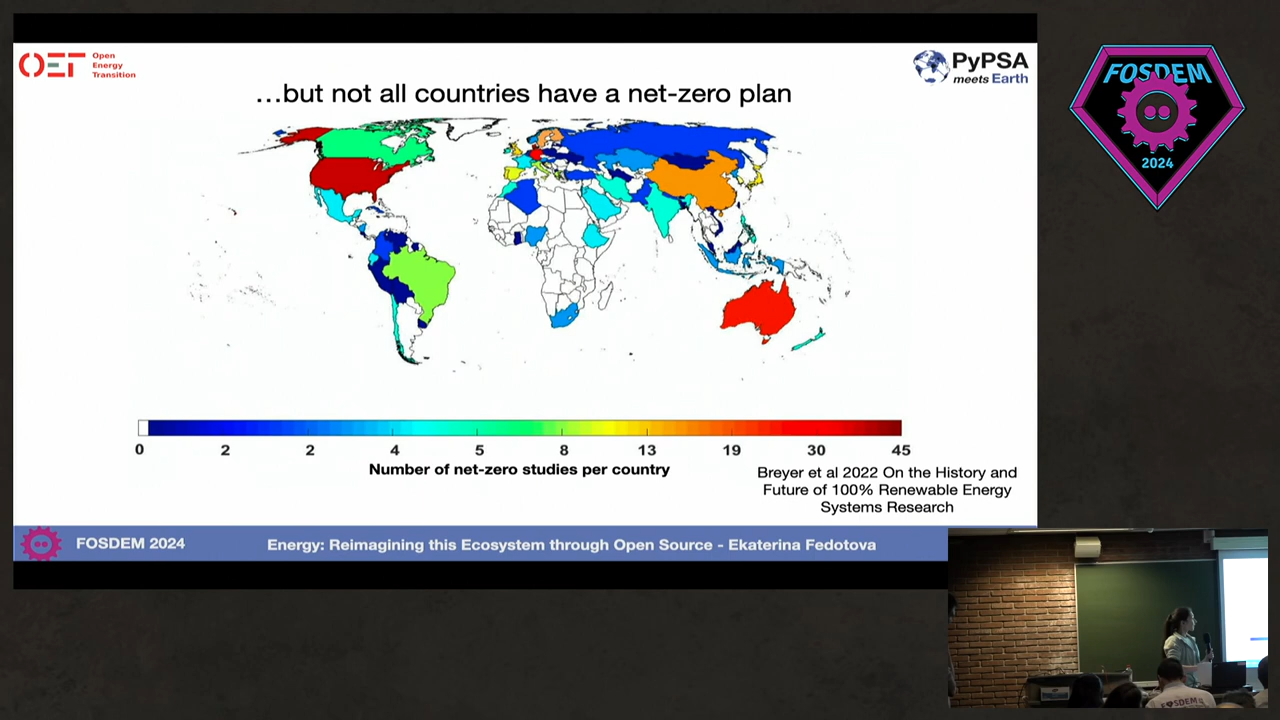 OET Open
Energy
Transition
PyPSA
meets Earth
FOSDEM
2024
…but not all countries have a net-zero plan
0 2 2 4 5 8 13 19 30 45
Number of net-zero studies per country
Breyer et al 2022 On the History and
Future of 100% Renewable Energy
Systems Research
FOSDEM 2024
Energy: Reimagining this Ecosystem through Open Source - Ekaterina Fedotova
FOSDEM